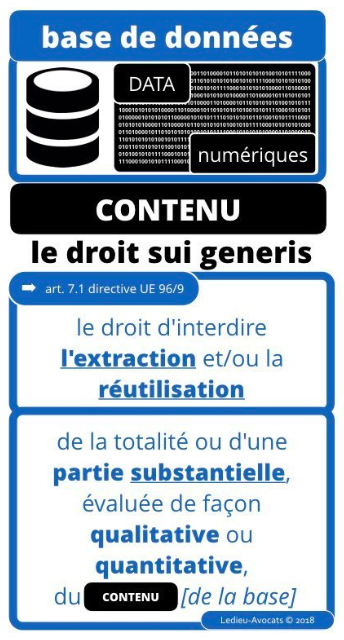 base de données
DATA
numériques
CONTENU
le droit sui generis
➡ art. 7.1 directive UE 96/9
le droit d'interdire
l'extraction et/ou la
réutilisation
de la totalité ou d'une
partie substantielle,
évaluée de façon
qualitative ou
quantitative,
du CONTENU [de la base]
Ledieu-Avocats © 2018